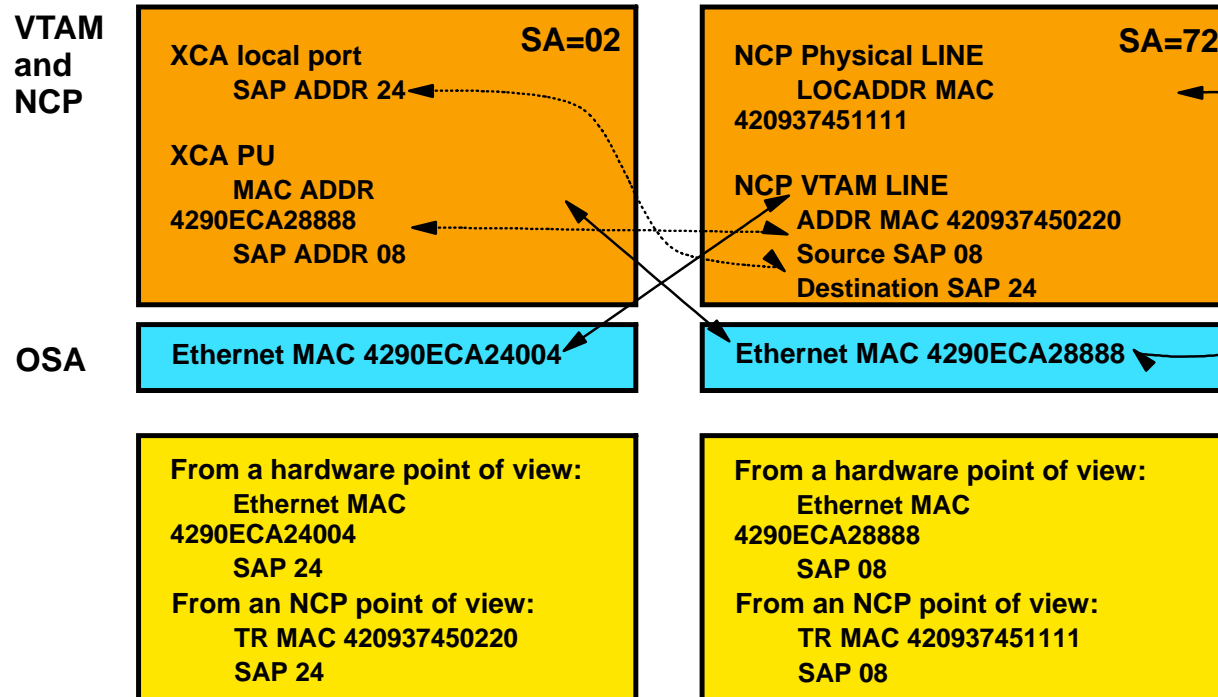 VTAM
and
NCP
SA=02
XCA local port
SAP ADDR 24
XCA PU
MAC ADDR
4290ECA28888
SAP ADDR 08
SA=72
NCP Physical LINE
LOCADDR MAC
420937451111
NCP VTAM LINE
ADDR MAC 420937450220
Source SAP 08
Destination SAP 24
OSA
Ethernet MAC 4290ECA24004
Ethernet MAC 4290ECA28888
From a hardware point of view:
Ethernet MAC
4290ECA24004
SAP 24
From an NCP point of view:
TR MAC 420937450220
SAP 24
From a hardware point of view:
Ethernet MAC
4290ECA28888
SAP 08
From an NCP point of view:
TR MAC 420937451111
SAP 08